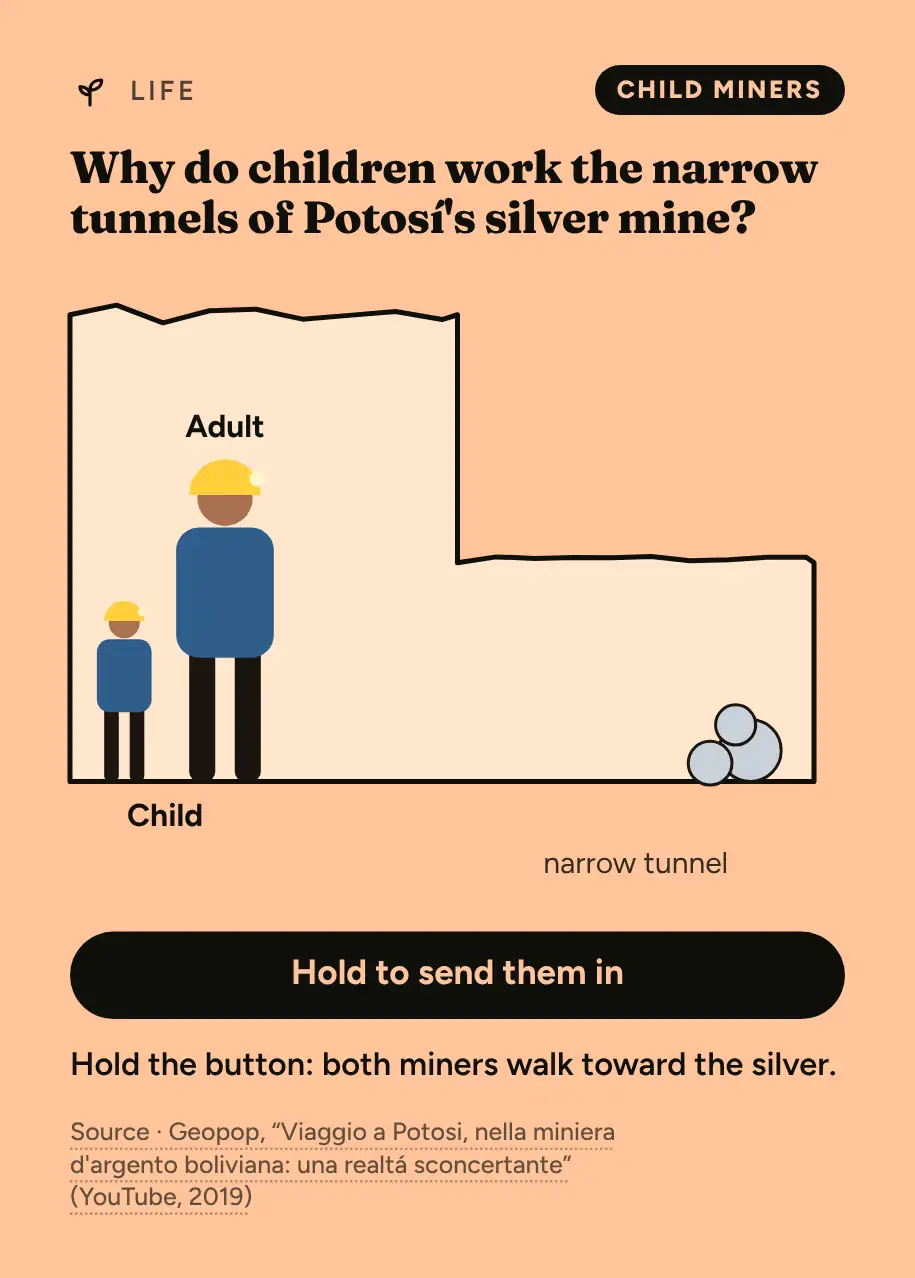 LIFE
CHILD MINERS
Why do children work the narrow
tunnels of Potosí's silver mine?
Adult
Child
narrow tunnel
Hold to send them in
Hold the button: both miners walk toward the silver.
Source · Geopop, “Viaggio a Potosi, nella miniera
d'argento boliviana: una realtá sconcertante”
(YouTube, 2019)